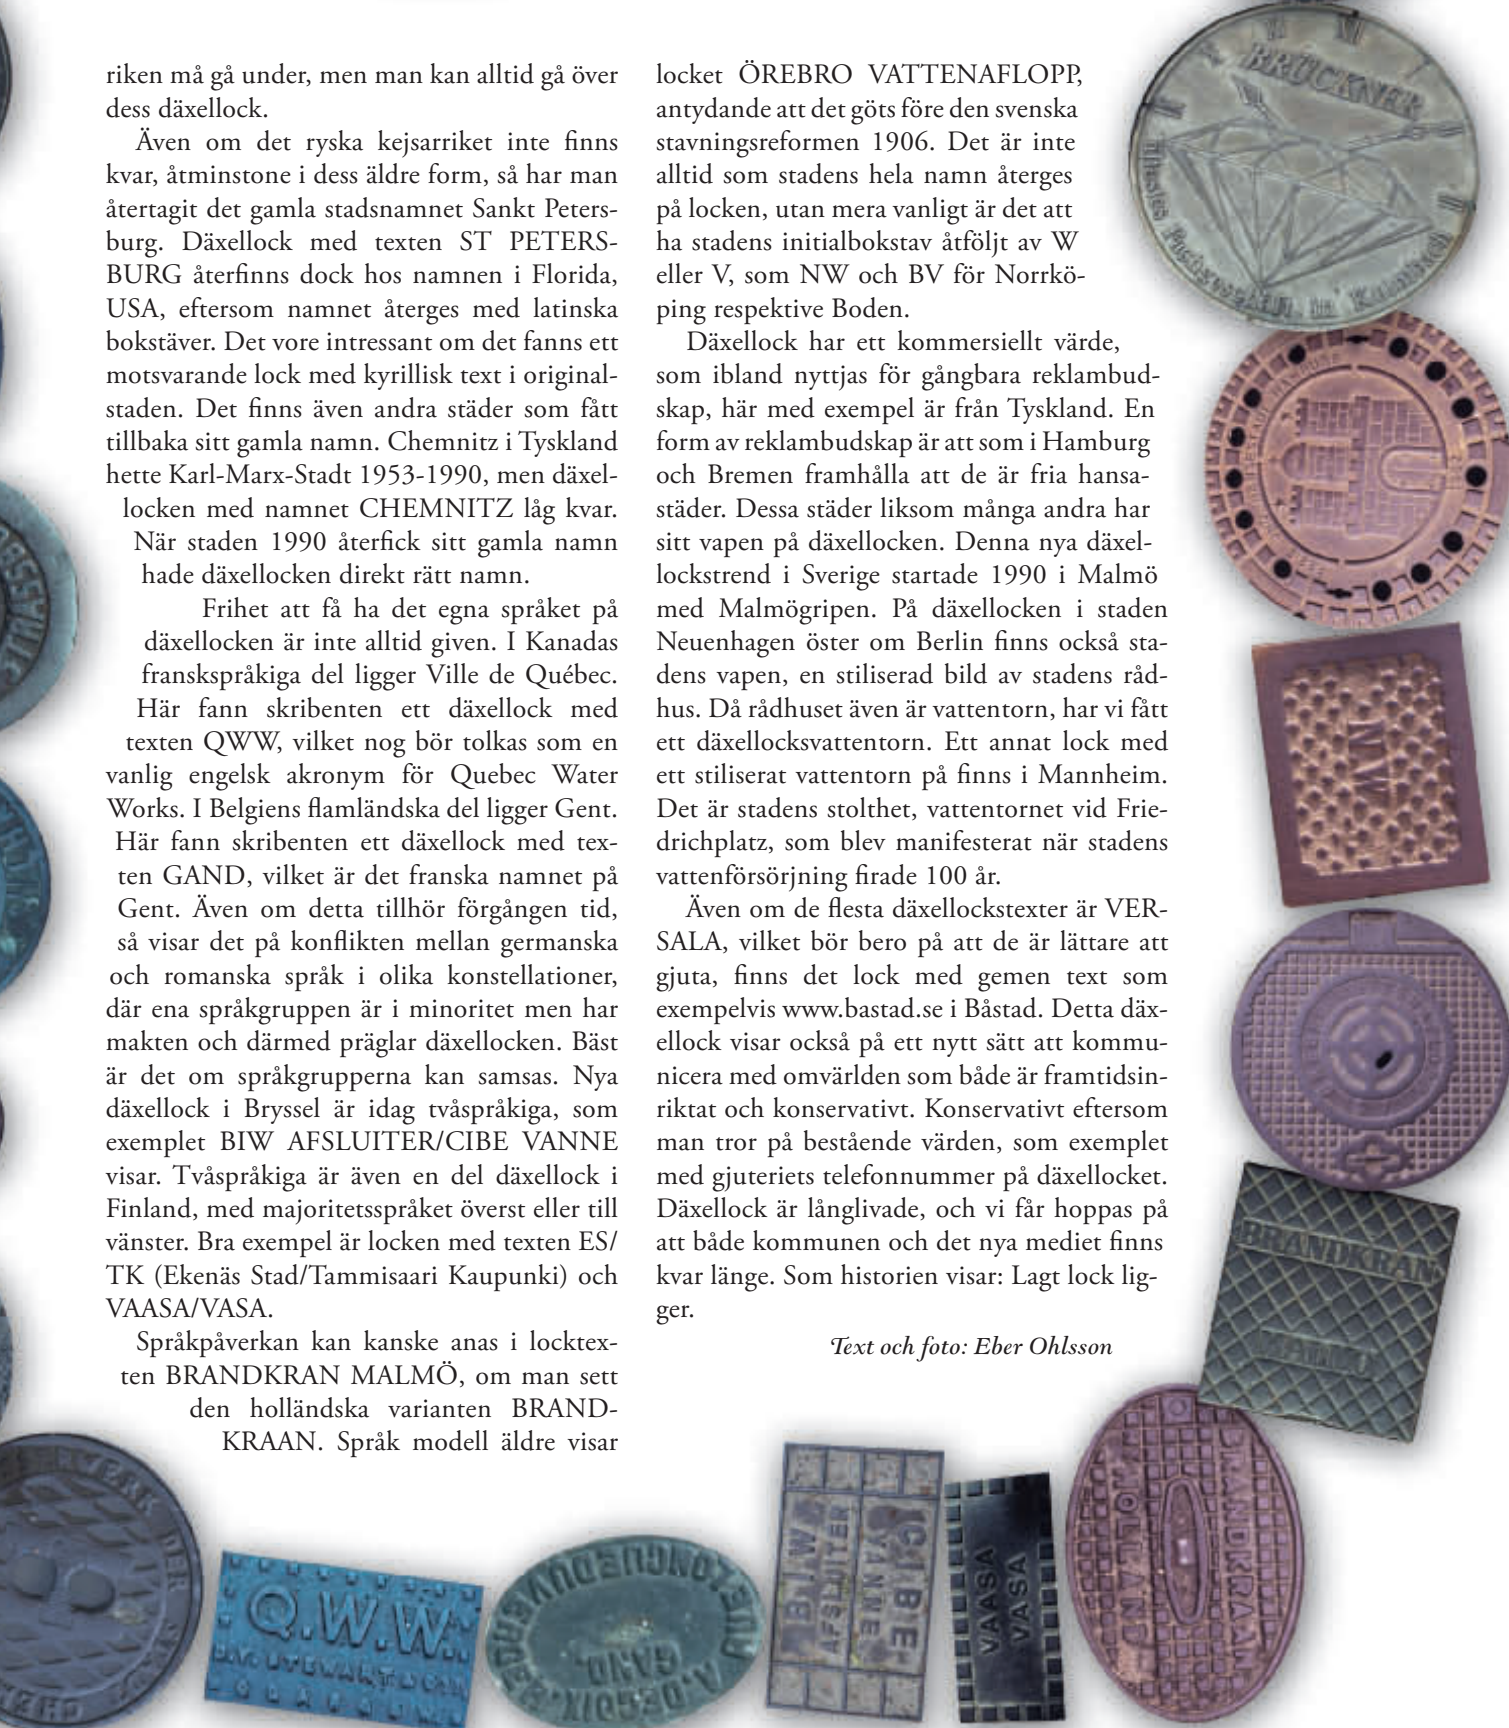 riken må gå under, men man kan alltid gå över
dess däxellock.
Även om det ryska kejsarriket inte finns
kvar, åtminstone i dess äldre form, så har man
återtagit det gamla stadsnamnet Sankt Peters-
burg. Däxellock med texten ST PETERS-
BURG återfinns dock hos namnen i Florida,
USA, eftersom namnet återges med latinska
bokstäver. Det vore intressant om det fanns ett
motsvarande lock med kyrillisk text i original-
staden. Det finns även andra städer som fått
tillbaka sitt gamla namn. Chemnitz i Tyskland
hette Karl-Marx-Stadt 1953-1990, men däxel-
locken med namnet CHEMNITZ låg kvar.
När staden 1990 återfick sitt gamla namn
hade däxellocken direkt rätt namn.
Frihet att få ha det egna språket på
däxellocken är inte alltid given. I Kanadas
franskspråkiga del ligger Ville de Québec.
Här fann skribenten ett däxellock med
texten QWW, vilket nog bör tolkas som en
vanlig engelsk akronym för Quebec Water
Works. I Belgiens flamländska del ligger Gent.
Här fann skribenten ett däxellock med tex-
ten GAND, vilket är det franska namnet på
Gent. Även om detta tillhör förgången tid,
så visar det på konflikten mellan germanska
och romanska språk i olika konstellationer,
där ena språkgruppen är i minoritet men har
makten och därmed präglar däxellocken. Bäst
är det om språkgrupperna kan samsas. Nya
däxellock i Bryssel är idag tvåspråkiga, som
exemplet BIW AFSLUITER/CIBE VANNE
visar. Tvåspråkiga är även en del däxellock i
Finland, med majoritetsspråket överst eller till
vänster. Bra exempel är locken med texten ES/
TK (Ekenäs Stad/Tammisaari Kaupunki) och
VAASA/VASA.
Språkpåverkan kan kanske anas i locktex-
ten BRANDKRAN MALMÖ, om man sett
den holländska varianten BRAND-
KRAAN. Språk modell äldre visar
locket ÖREBRO VATTENAFLOPP,
antydande att det göts före den svenska
stavningsreformen 1906. Det är inte
alltid som stadens hela namn återges
på locken, utan mera vanligt är det att
ha stadens initialbokstav åtföljt av W
eller V, som NW och BV för Norrkö-
ping respektive Boden.
Däxellock har ett kommersiellt värde,
som ibland nyttjas för gångbara reklambud-
skap, här med exempel är från Tyskland. En
form av reklambudskap är att som i Hamburg
och Bremen framhålla att de är fria hansa-
städer. Dessa städer liksom många andra har
sitt vapen på däxellocken. Denna nya däxel-
lockstrend i Sverige startade 1990 i Malmö
med Malmögripen. På däxellocken i staden
Neuenhagen öster om Berlin finns också sta-
dens vapen, en stiliserad bild av stadens råd-
hus. Då rådhuset även är vattentorn, har vi fått
ett däxellocksvattentorn. Ett annat lock med
ett stiliserat vattentorn på finns i Mannheim.
Det är stadens stolthet, vattentornet vid Frie-
drichplatz, som blev manifesterat när stadens
vattenförsörjning firade 100 år.
Även om de flesta däxellockstexter är VER-
SALA, vilket bör bero på att de är lättare att
gjuta, finns det lock med gemen text som
exempelvis www.bastad.se i Båstad. Detta däx-
ellock visar också på ett nytt sätt att kommu-
nicera med omvärlden som både är framtidsin-
riktat och konservativt. Konservativt eftersom
man tror på bestående värden, som exemplet
med gjuteriets telefonnummer på däxellocket.
Däxellock är långlivade, och vi får hoppas på
att både kommunen och det nya mediet finns
kvar länge. Som historien visar: Lagt lock lig-
ger.
Text och foto: Eber Ohlsson
BRÜCKNER
NW
BRANDKRAN
BRANDKRAAN
Q.W.W.
GAND.
BIW
AFSLUITER
CIBE
VANNE
VAASA
VASA